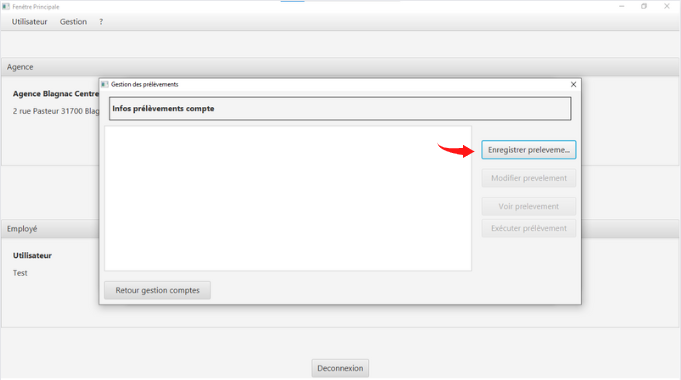 Fenêtre Principale
Utilisateur Gestion ?
Agence
Agence Blagnac Centre
2 rue Pasteur 31700 Blag
Gestion des prélèvements
Infos prélèvements compte
Enregistrer preleveme...
Modifier prevelement
Voir prelevement
Exécuter prélèvement
Retour gestion comptes
Employé
Utilisateur
Test
Deconnexion